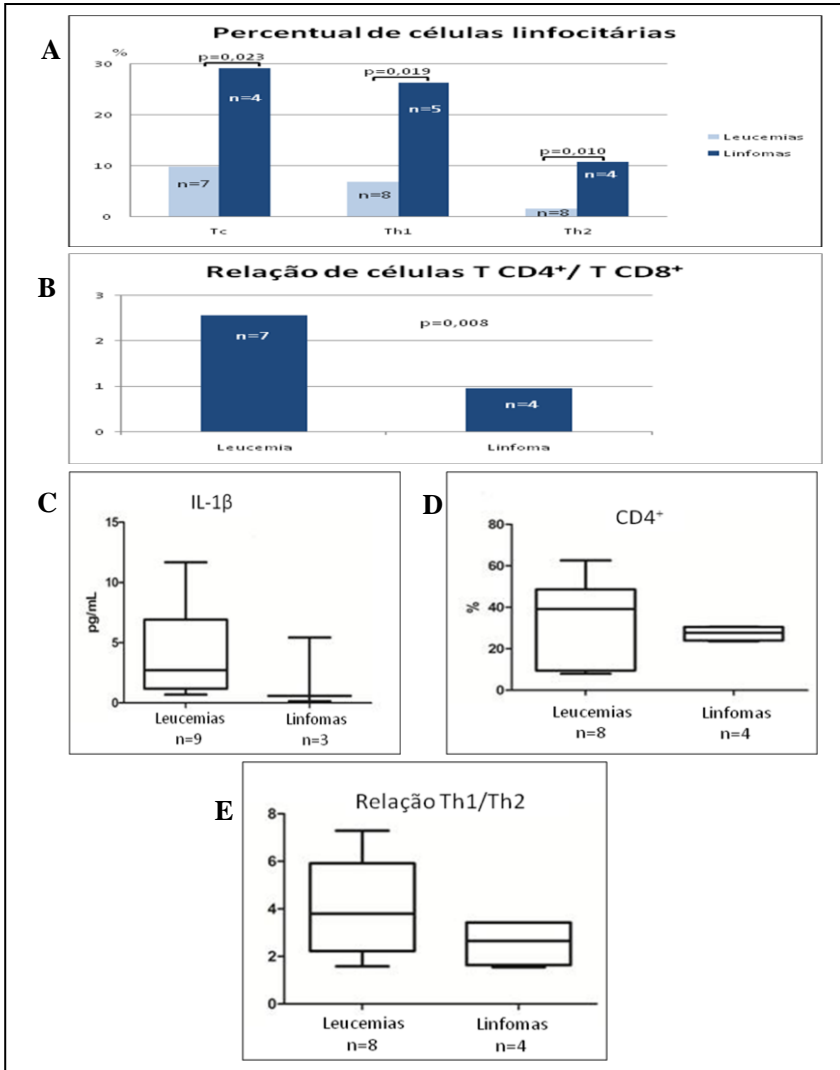 A
Percentual de células linfocitárias
%
30
20
10
0
p=0,023
p=0,019
p=0,010
n=7
n=4
n=8
n=5
n=8
n=4
Tc
Th1
Th2
Leucemias
Linfomas
B
Relação de células T CD4⁺/ T CD8⁺
3
2
1
0
n=7
p=0,008
n=4
Leucemia
Linfoma
C
IL-1β
pg/mL
15
10
5
0
Leucemias
Linfomas
n=9
n=3
D
CD4⁺
%
80
60
40
20
0
Leucemias
Linfomas
n=8
n=4
E
Relação Th1/Th2
8
6
4
2
0
Leucemias
Linfomas
n=8
n=4